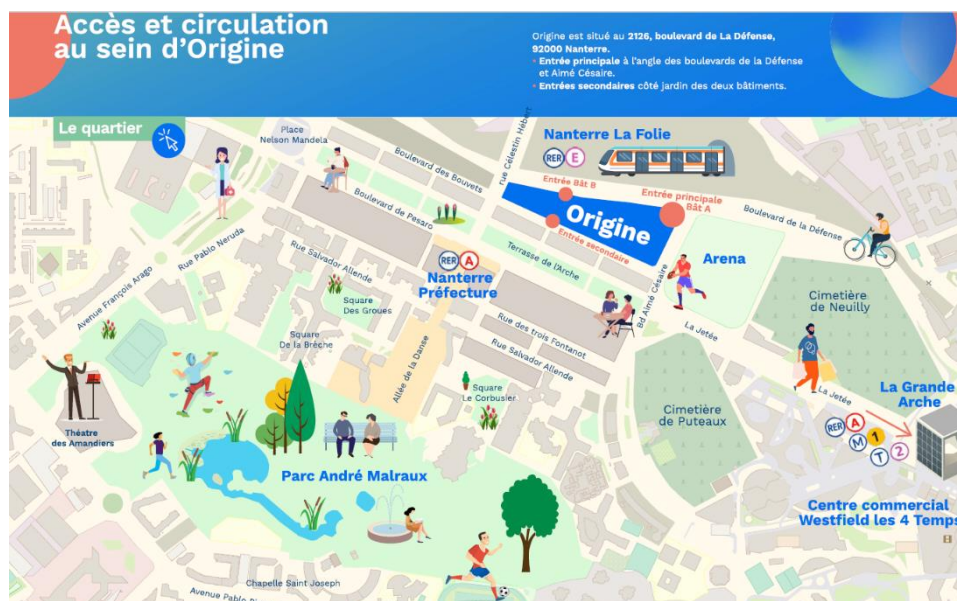 Accès et circulation
au sein d'Origine
Origine est situé au 2126, boulevard de La Défense,
92000 Nanterre.
• Entrée principale à l'angle des boulevards de la Défense
et Aimé Césaire.
• Entrées secondaires côté jardin des deux bâtiments.
Le quartier
Place
Nelson Mandela
Boulevard des Bouvets
rue Célestin Hébert
Nanterre La Folie
RER E
Entrée Bât B
Entrée principale
Bât A
Origine
Entrée secondaire
Boulevard de la Défense
Boulevard de Pesaro
Terrasse de l'Arche
Arena
Bd Aimé Césaire
Rue Pablo Neruda
Rue Salvador Allende
RER A
Nanterre
Préfecture
Avenue François Arago
Square
Des Groues
Square
De la Brèche
Rue des trois Fontanot
Rue Salvador Allende
La Jetée
Cimetière
de Neuilly
Allée de la Danse
Square
Le Corbusier
Cimetière
de Puteaux
La Jetée
La Grande
Arche
RER A
M 1
T 2
Théatre
des Amandiers
Parc André Malraux
Centre commercial
Westfield les 4 Temps
Chapelle Saint Joseph